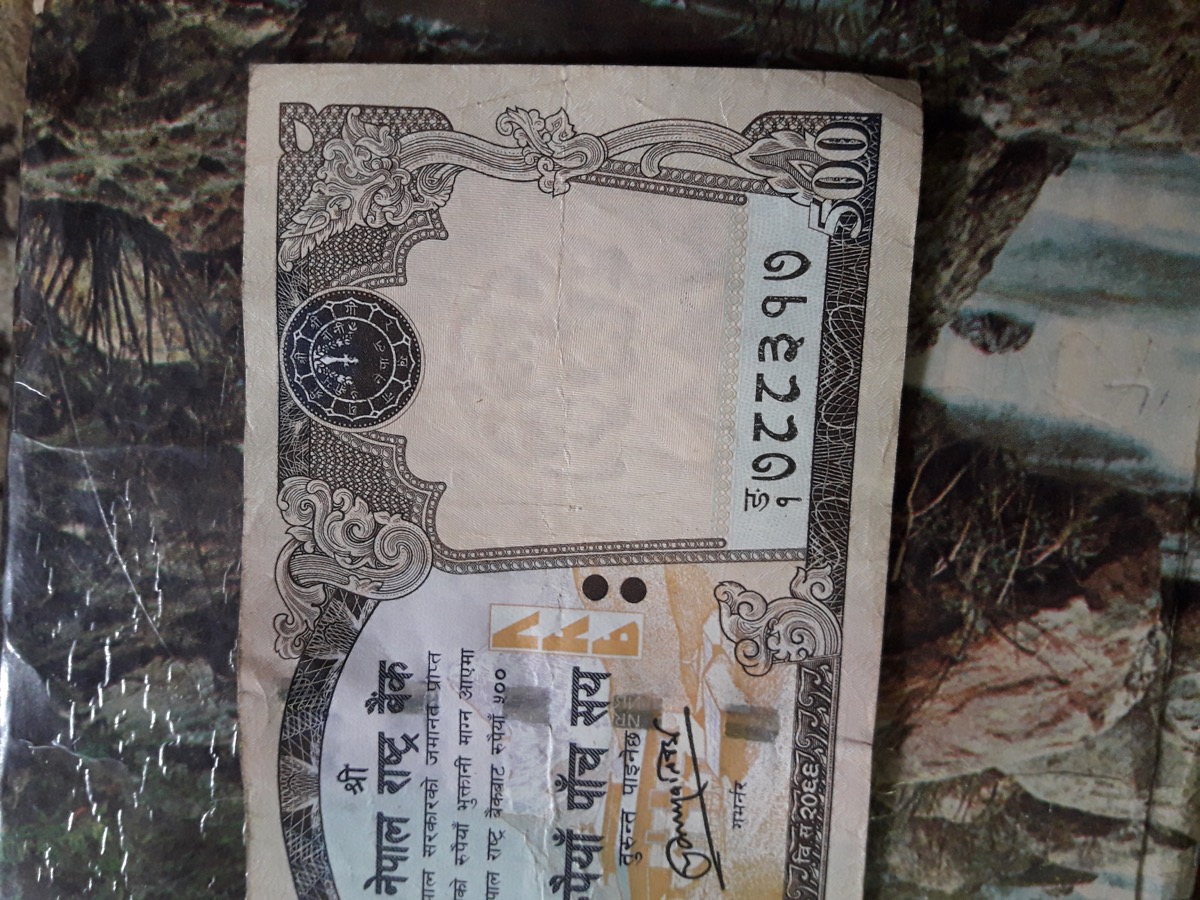 श्री
नेपाल राष्ट्र बैंक
पाल सरकारको जमानत प्राप्त
को रुपैयाँ भुक्तानी माग्न आएमा
पाल राष्ट्र बैंकबाट रुपैयाँ ५००
रुपैयाँ पाँच सय
तुरुन्त पाइनेछ
गभर्नर
वि सं २०६६
ङ
१ ७८८३१७
500